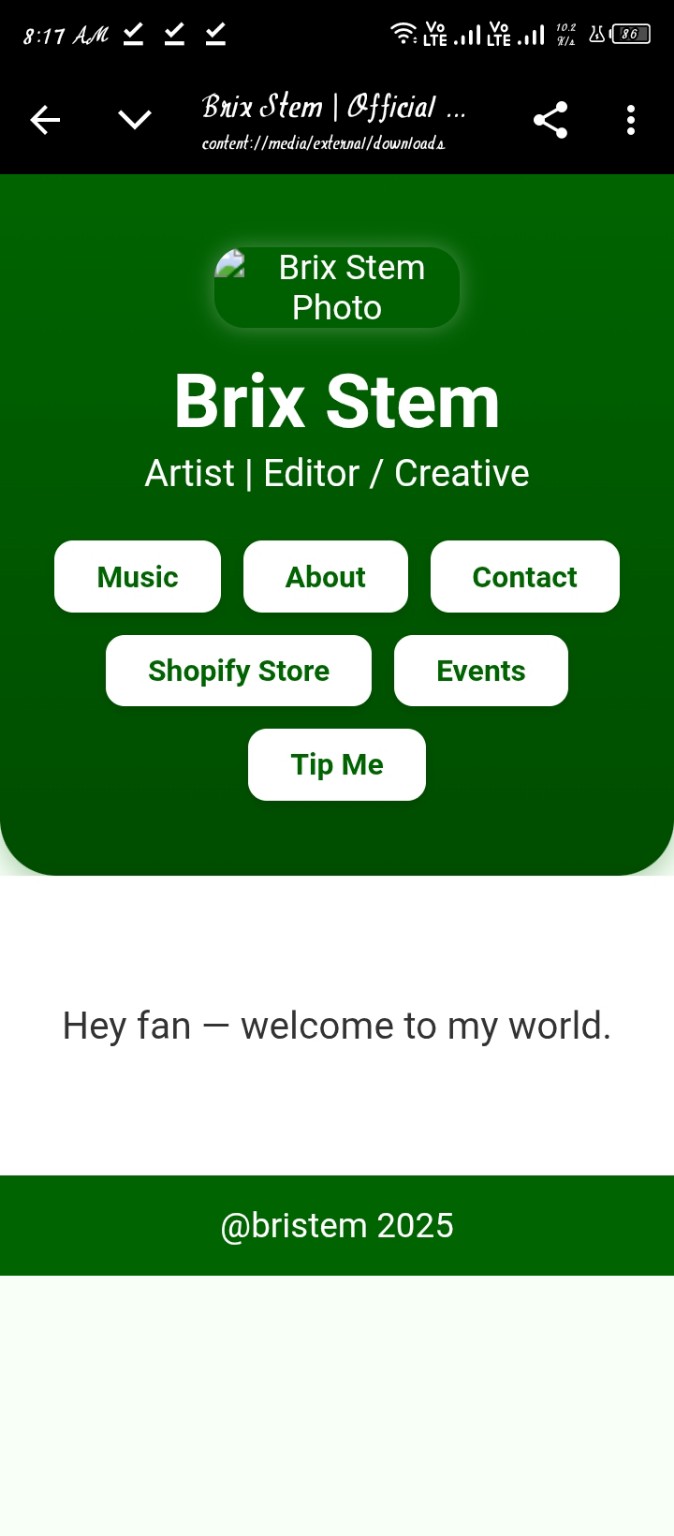 8:17 AM
Vo LTE Vo LTE 10.2 K/s 86
Brix Stem | Official ...
content://media/external/downloads
Brix Stem
Photo
Brix Stem
Artist | Editor / Creative
Music About Contact
Shopify Store Events
Tip Me
Hey fan — welcome to my world.
@bristem 2025